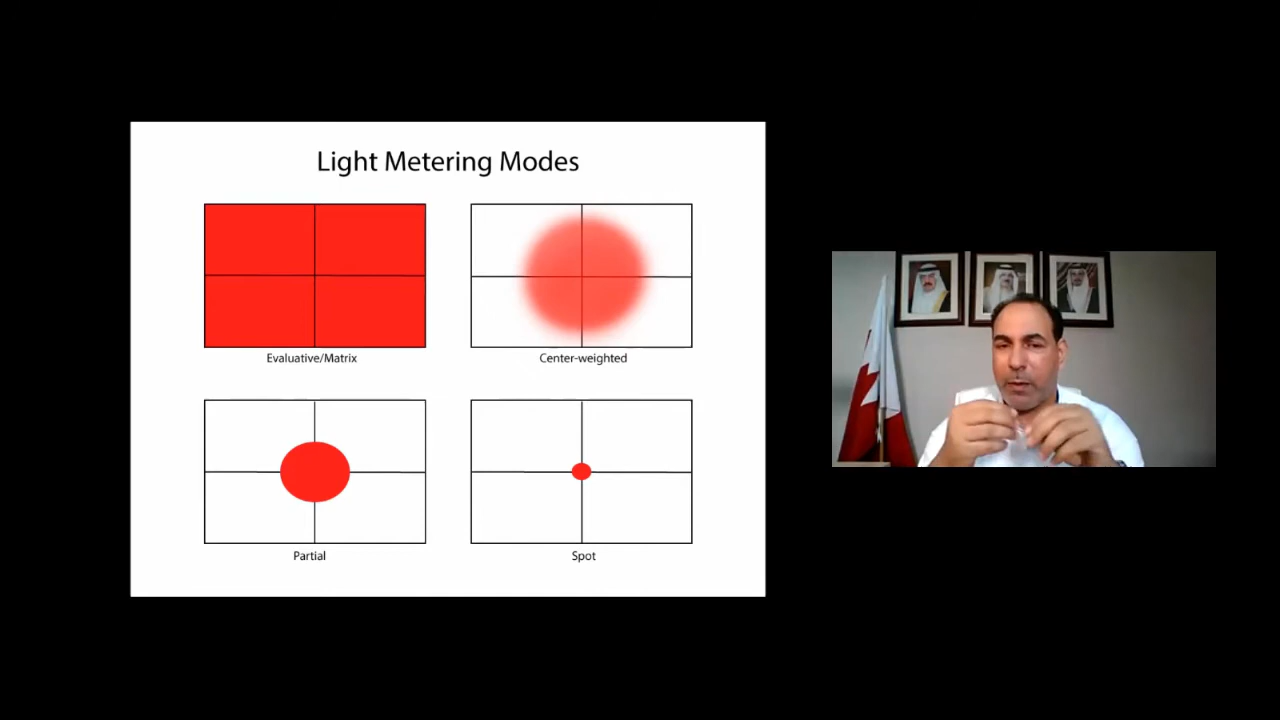 Light Metering Modes
Evaluative/Matrix
Center-weighted
Partial
Spot